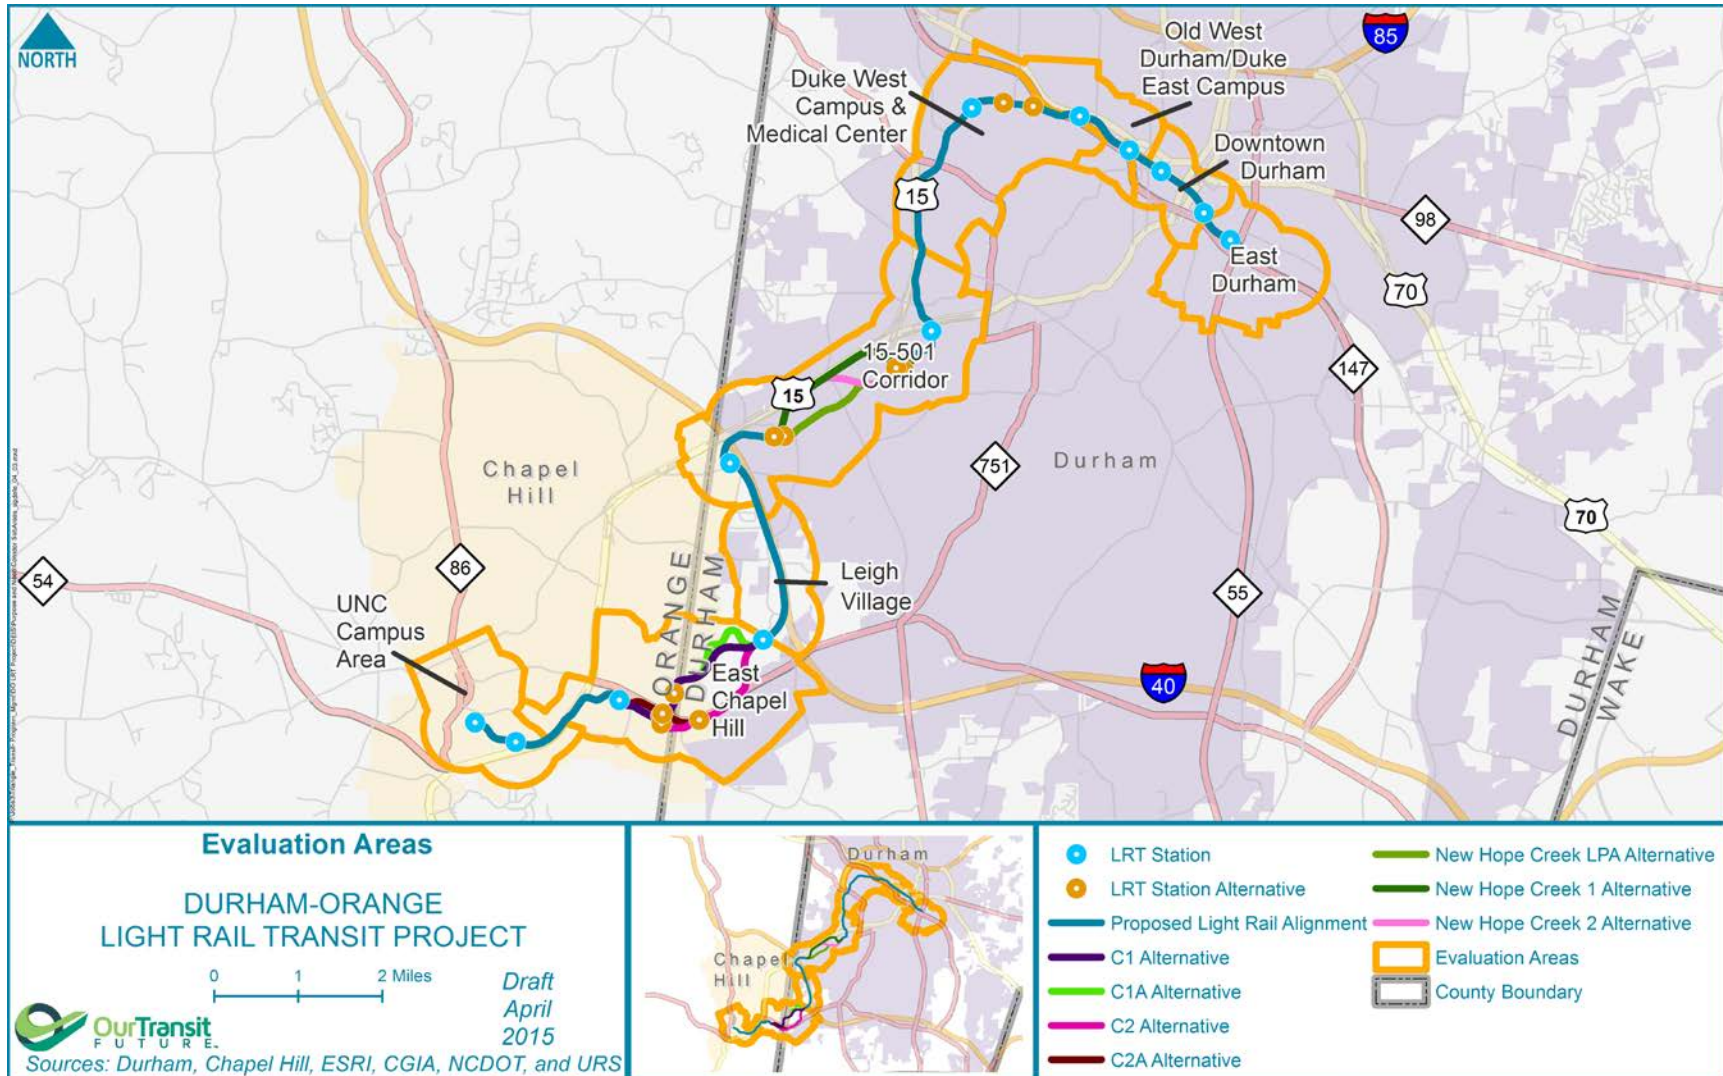 NORTH
85
Old West
Durham/Duke
East Campus
Duke West
Campus &
Medical Center
Downtown
Durham
15
98
East
Durham
70
15-501
Corridor
147
15
Chapel
Hill
751
Durham
70
54
86
ORANGE
DURHAM
Leigh
Village
55
UNC
Campus
Area
East
Chapel
Hill
40
DURHAM
WAKE
Evaluation Areas
DURHAM-ORANGE
LIGHT RAIL TRANSIT PROJECT
0 1 2 Miles
Draft
April
2015
OurTransit
FUTURE
Sources: Durham, Chapel Hill, ESRI, CGIA, NCDOT, and URS
Durham
Chapel
Hill
LRT Station
LRT Station Alternative
Proposed Light Rail Alignment
C1 Alternative
C1A Alternative
C2 Alternative
C2A Alternative
New Hope Creek LPA Alternative
New Hope Creek 1 Alternative
New Hope Creek 2 Alternative
Evaluation Areas
County Boundary